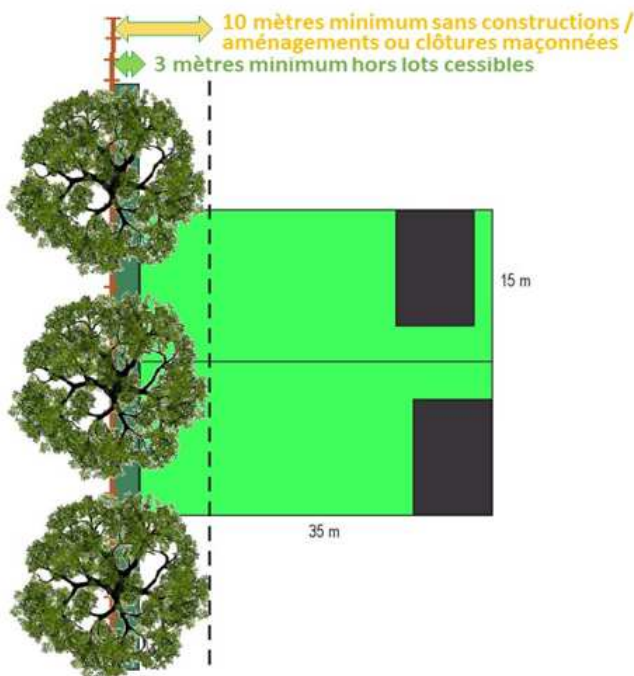 10 mètres minimum sans constructions /
aménagements ou clôtures maçonnées
3 mètres minimum hors lots cessibles
15 m
35 m